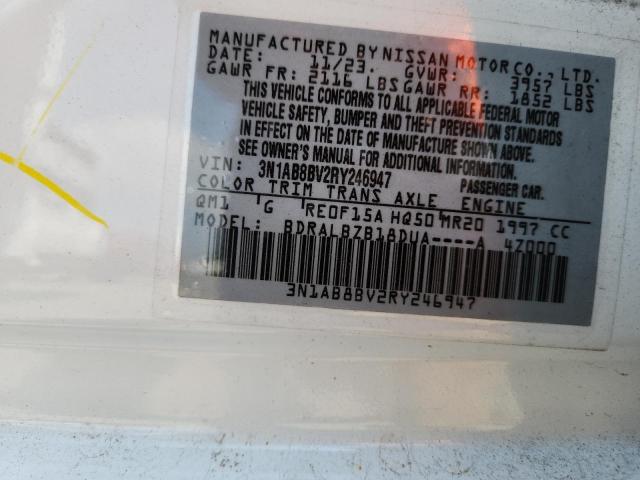 MANUFACTURED BY NISSAN MOTOR CO., LTD.
DATE: 11/23. GVWR: 3957 LBS
GAWR FR: 2116 LBS GAWR RR: 1852 LBS
THIS VEHICLE CONFORMS TO ALL APPLICABLE FEDERAL MOTOR
VEHICLE SAFETY, BUMPER AND THEFT PREVENTION STANDARDS
IN EFFECT ON THE DATE OF MANUFACTURE SHOWN ABOVE.
SEE OWNER'S MANUAL FOR ADDITIONAL INFORMATION.
VIN: 3N1AB8BV2RY246947 PASSENGER CAR.
COLOR TRIM TRANS AXLE ENGINE
QM1 G RE0F15A HQ50 MR20 1997 CC
MODEL: BDRALBZB18DUA----A 4Z000
3N1AB8BV2RY246947